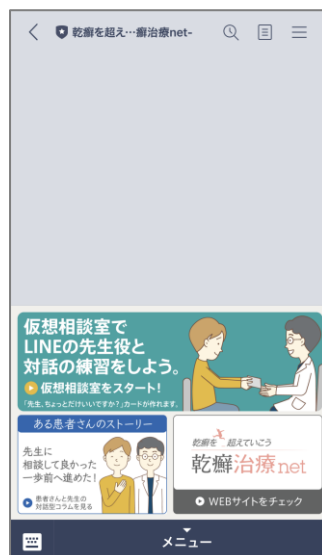 乾癬を超え…癬治療net-
仮想相談室で
LINEの先生役と
対話の練習をしよう。
仮想相談室をスタート!
「先生、ちょっとだけいいですか?」カードが作れます。
ある患者さんのストーリー
先生に
相談して良かった
一歩前へ進めた!
患者さんと先生の
対話型コラムを見る
乾癬を超えていこう
乾癬治療net
WEBサイトをチェック
メニュー